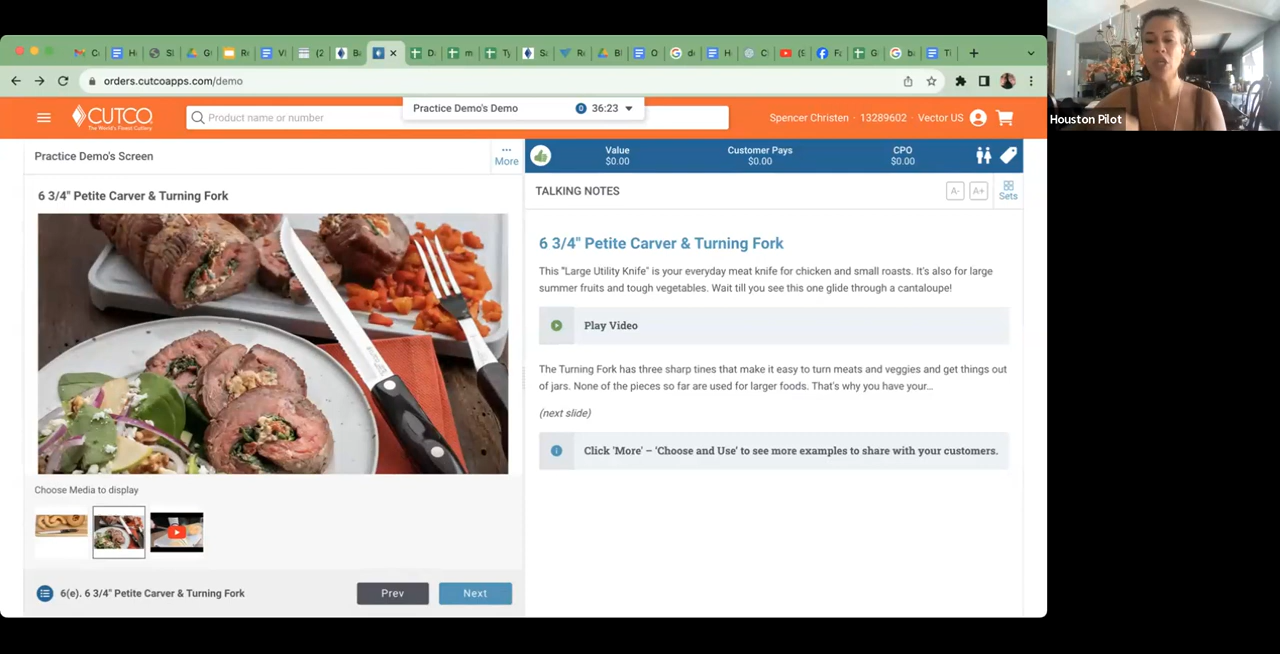 C
H
Sl
G
R
V
(2
B
D
m
Ty
S
R
B
O
d
H
C
(9
F
G
b
Ti
orders.cutcoapps.com/demo
CUTCO
The World's Finest Cutlery
Product name or number
Practice Demo's Demo
0
36:23
Spencer Christen · 13289602 · Vector US
Houston Pilot
Practice Demo's Screen
More
Value
$0.00
Customer Pays
$0.00
CPO
$0.00
TALKING NOTES
A-
A+
Sets
6 3/4" Petite Carver & Turning Fork
6 3/4" Petite Carver & Turning Fork
This "Large Utility Knife" is your everyday meat knife for chicken and small roasts. It's also for large
summer fruits and tough vegetables. Wait till you see this one glide through a cantaloupe!
Play Video
The Turning Fork has three sharp tines that make it easy to turn meats and veggies and get things out
of jars. None of the pieces so far are used for larger foods. That's why you have your…
(next slide)
Click 'More' – 'Choose and Use' to see more examples to share with your customers.
Choose Media to display
6(e). 6 3/4" Petite Carver & Turning Fork
Prev
Next